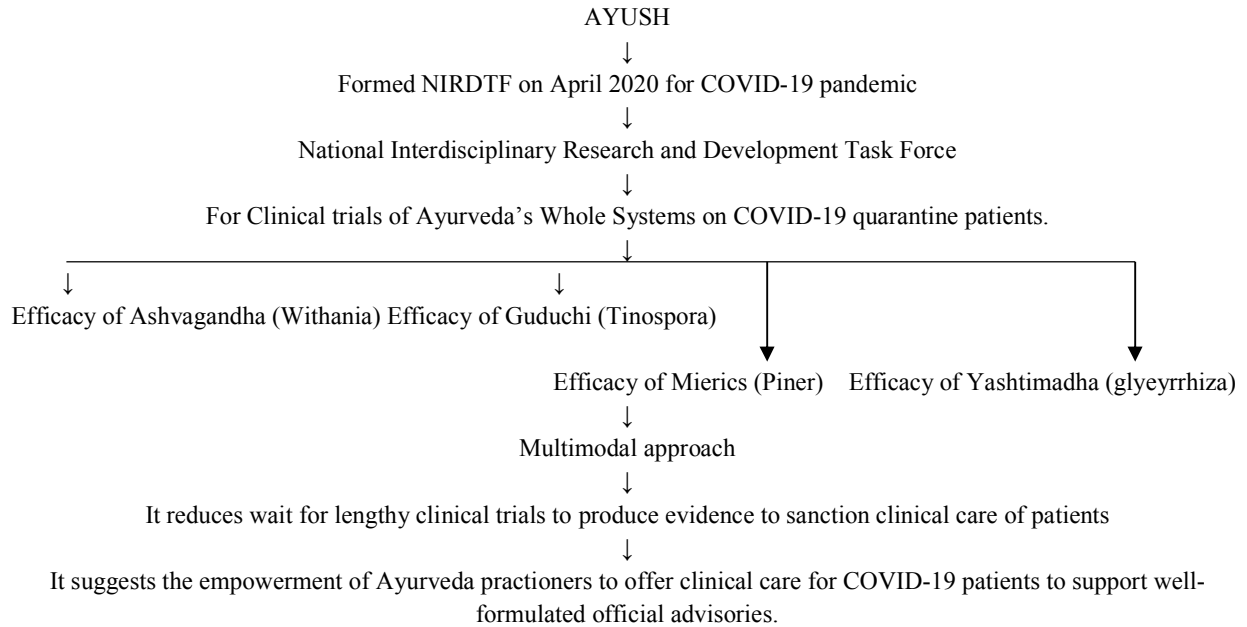 AYUSH
↓
Formed NIRDTF on April 2020 for COVID-19 pandemic
↓
National Interdisciplinary Research and Development Task Force
↓
For Clinical trials of Ayurveda’s Whole Systems on COVID-19 quarantine patients.
↓
↓ ↓
Efficacy of Ashvagandha (Withania) Efficacy of Guduchi (Tinospora)
Efficacy of Mierics (Piner) Efficacy of Yashtimadha (glyeyrrhiza)
↓
Multimodal approach
↓
It reduces wait for lengthy clinical trials to produce evidence to sanction clinical care of patients
↓
It suggests the empowerment of Ayurveda practioners to offer clinical care for COVID-19 patients to support well-
formulated official advisories.